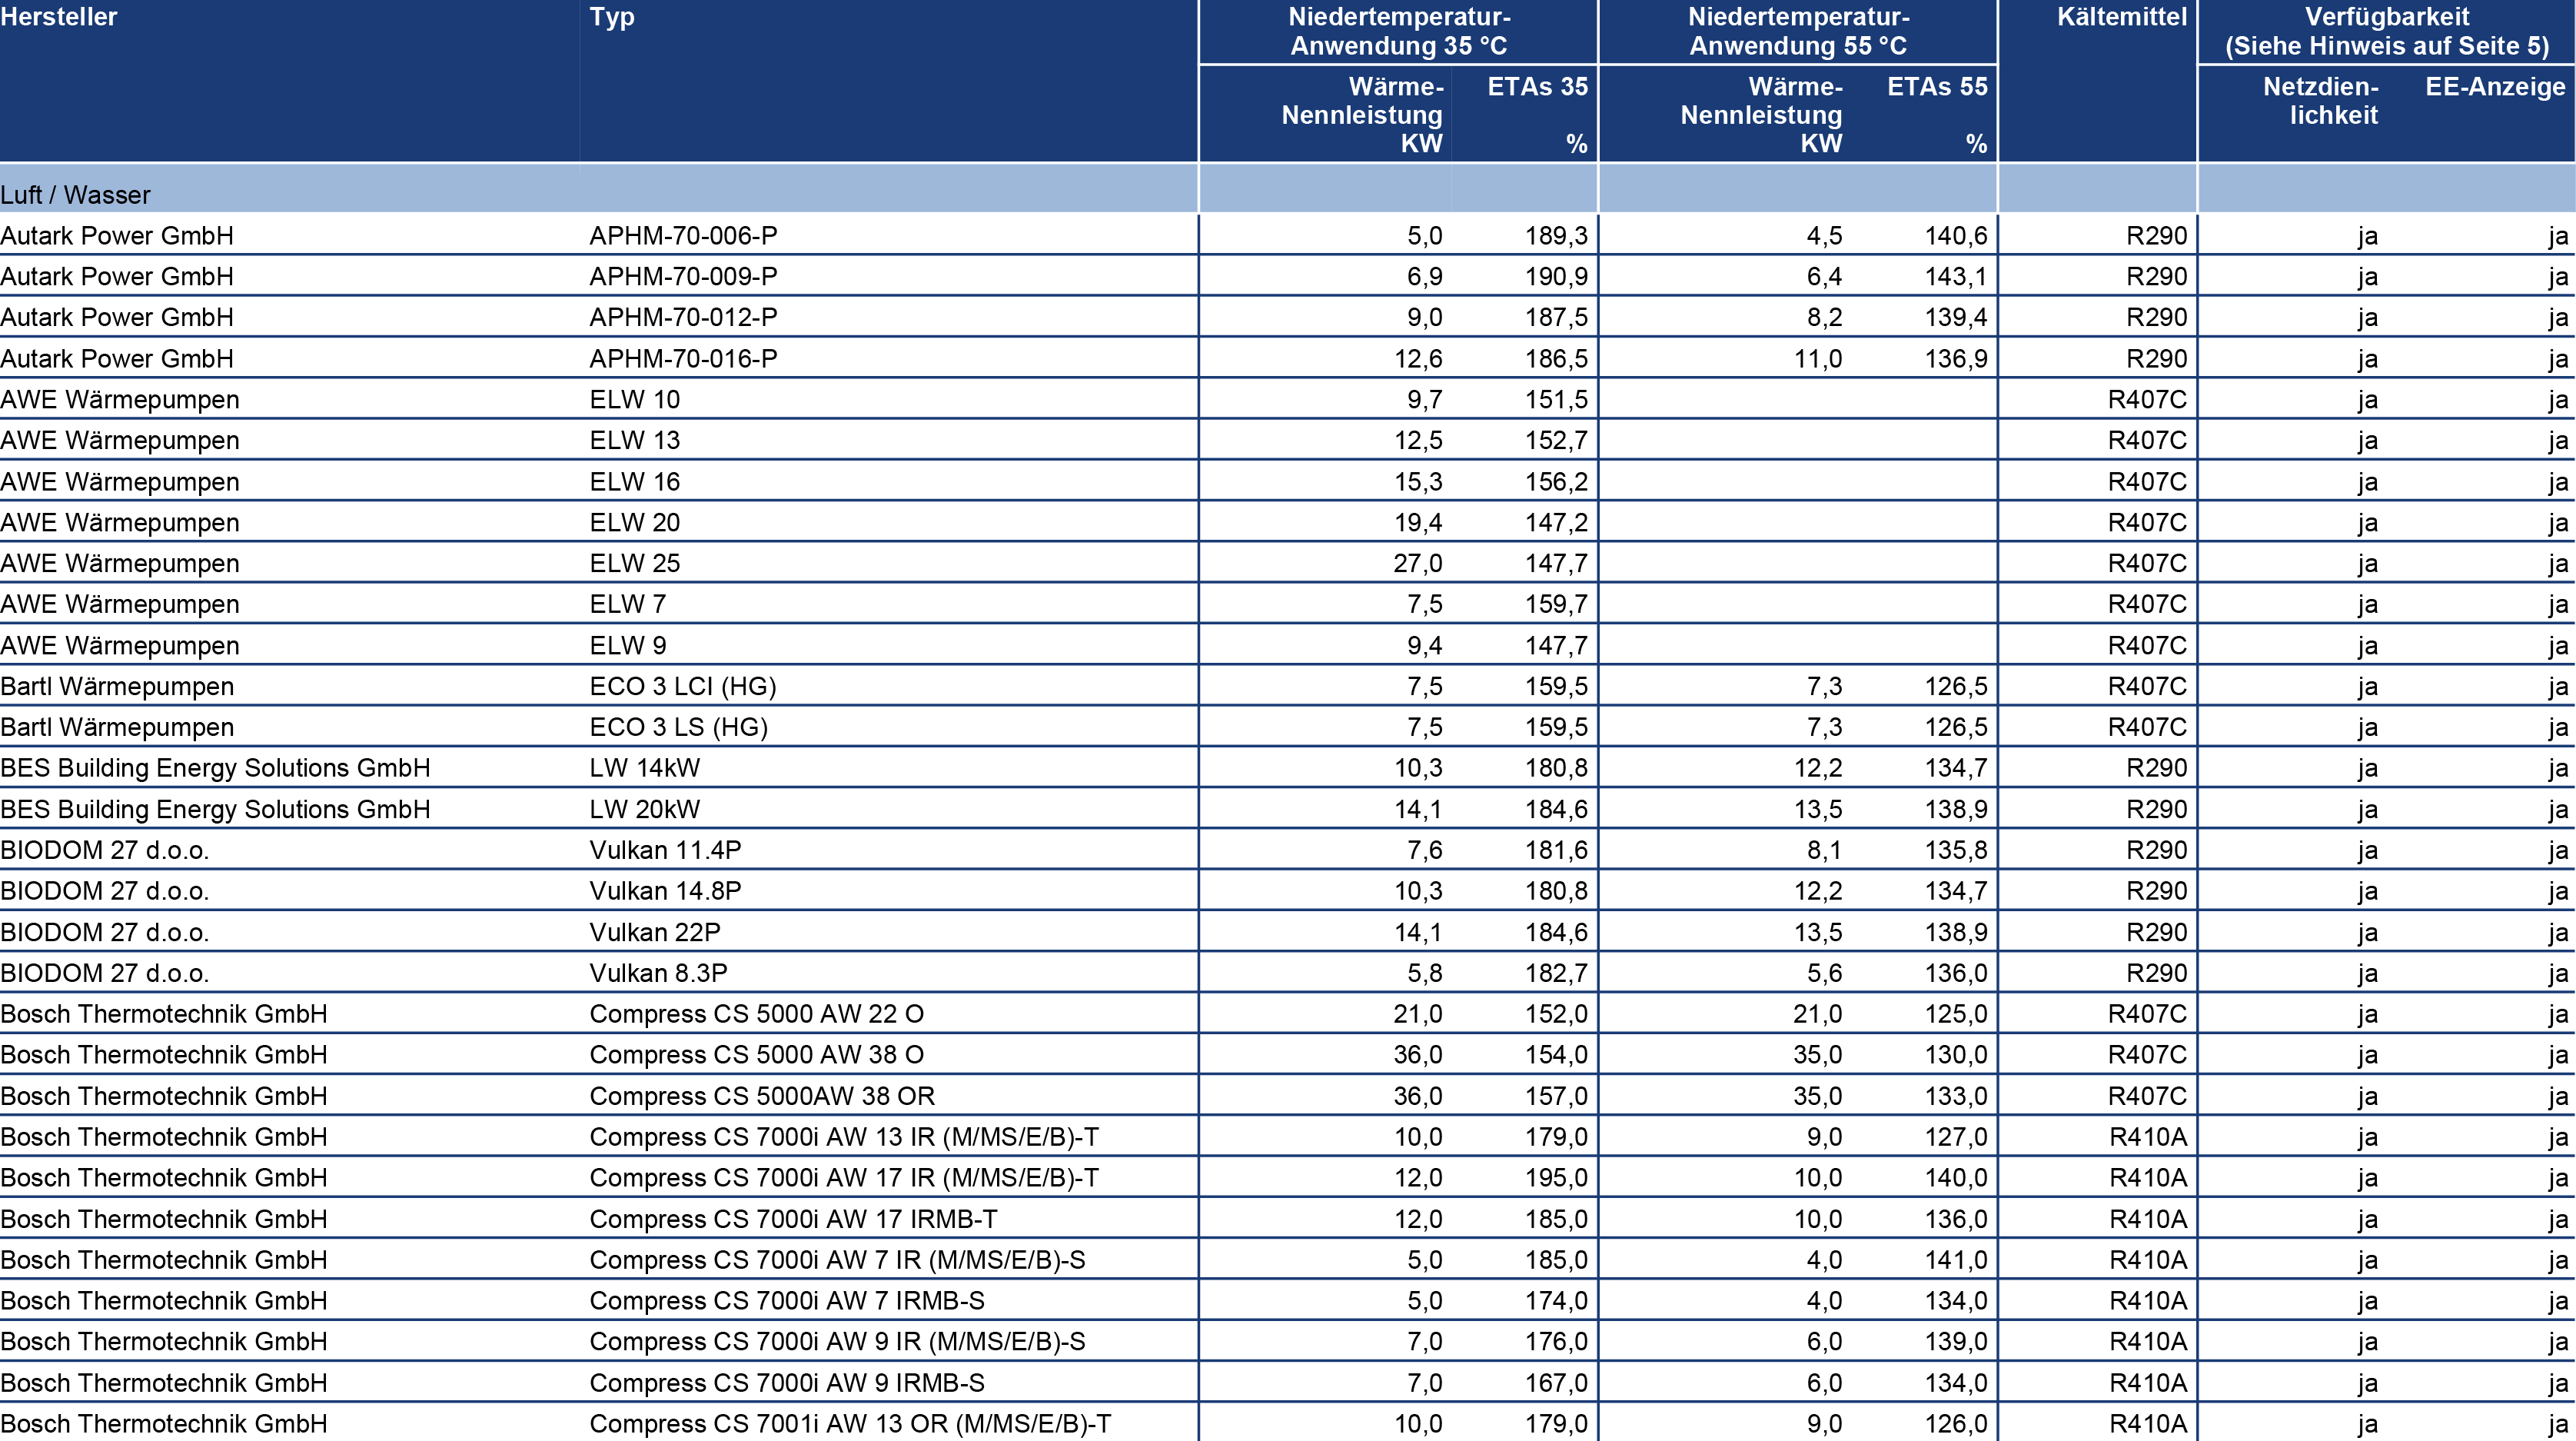 Hersteller Typ Niedertemperatur- Niedertemperatur- Kältemittel Verfügbarkeit
Anwendung 35 °C Anwendung 55 °C (Siehe Hinweis auf Seite 5)
Wärme- ETAs 35 Wärme- ETAs 55 Netzdien- EE-Anzeige
Nennleistung Nennleistung lichkeit
KW % KW %
Luft / Wasser
Autark Power GmbH APHM-70-006-P 5,0 189,3 4,5 140,6 R290 ja ja
Autark Power GmbH APHM-70-009-P 6,9 190,9 6,4 143,1 R290 ja ja
Autark Power GmbH APHM-70-012-P 9,0 187,5 8,2 139,4 R290 ja ja
Autark Power GmbH APHM-70-016-P 12,6 186,5 11,0 136,9 R290 ja ja
AWE Wärmepumpen ELW 10 9,7 151,5 R407C ja ja
AWE Wärmepumpen ELW 13 12,5 152,7 R407C ja ja
AWE Wärmepumpen ELW 16 15,3 156,2 R407C ja ja
AWE Wärmepumpen ELW 20 19,4 147,2 R407C ja ja
AWE Wärmepumpen ELW 25 27,0 147,7 R407C ja ja
AWE Wärmepumpen ELW 7 7,5 159,7 R407C ja ja
AWE Wärmepumpen ELW 9 9,4 147,7 R407C ja ja
Bartl Wärmepumpen ECO 3 LCI (HG) 7,5 159,5 7,3 126,5 R407C ja ja
Bartl Wärmepumpen ECO 3 LS (HG) 7,5 159,5 7,3 126,5 R407C ja ja
BES Building Energy Solutions GmbH LW 14kW 10,3 180,8 12,2 134,7 R290 ja ja
BES Building Energy Solutions GmbH LW 20kW 14,1 184,6 13,5 138,9 R290 ja ja
BIODOM 27 d.o.o. Vulkan 11.4P 7,6 181,6 8,1 135,8 R290 ja ja
BIODOM 27 d.o.o. Vulkan 14.8P 10,3 180,8 12,2 134,7 R290 ja ja
BIODOM 27 d.o.o. Vulkan 22P 14,1 184,6 13,5 138,9 R290 ja ja
BIODOM 27 d.o.o. Vulkan 8.3P 5,8 182,7 5,6 136,0 R290 ja ja
Bosch Thermotechnik GmbH Compress CS 5000 AW 22 O 21,0 152,0 21,0 125,0 R407C ja ja
Bosch Thermotechnik GmbH Compress CS 5000 AW 38 O 36,0 154,0 35,0 130,0 R407C ja ja
Bosch Thermotechnik GmbH Compress CS 5000AW 38 OR 36,0 157,0 35,0 133,0 R407C ja ja
Bosch Thermotechnik GmbH Compress CS 7000i AW 13 IR (M/MS/E/B)-T 10,0 179,0 9,0 127,0 R410A ja ja
Bosch Thermotechnik GmbH Compress CS 7000i AW 17 IR (M/MS/E/B)-T 12,0 195,0 10,0 140,0 R410A ja ja
Bosch Thermotechnik GmbH Compress CS 7000i AW 17 IRMB-T 12,0 185,0 10,0 136,0 R410A ja ja
Bosch Thermotechnik GmbH Compress CS 7000i AW 7 IR (M/MS/E/B)-S 5,0 185,0 4,0 141,0 R410A ja ja
Bosch Thermotechnik GmbH Compress CS 7000i AW 7 IRMB-S 5,0 174,0 4,0 134,0 R410A ja ja
Bosch Thermotechnik GmbH Compress CS 7000i AW 9 IR (M/MS/E/B)-S 7,0 176,0 6,0 139,0 R410A ja ja
Bosch Thermotechnik GmbH Compress CS 7000i AW 9 IRMB-S 7,0 167,0 6,0 134,0 R410A ja ja
Bosch Thermotechnik GmbH Compress CS 7001i AW 13 OR (M/MS/E/B)-T 10,0 179,0 9,0 126,0 R410A ja ja